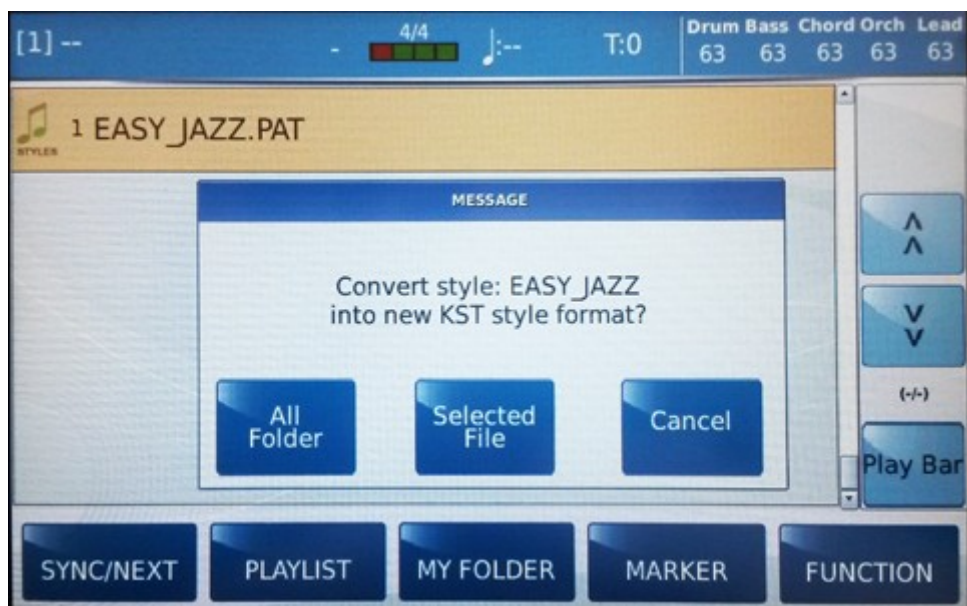 [1] --
- 4/4 ♩:-- T:0
Drum Bass Chord Orch Lead
63 63 63 63 63
STYLES
1 EASY_JAZZ.PAT
MESSAGE
Convert style: EASY_JAZZ
into new KST style format?
All
Folder
Selected
File
Cancel
(-/-)
Play Bar
SYNC/NEXT
PLAYLIST
MY FOLDER
MARKER
FUNCTION